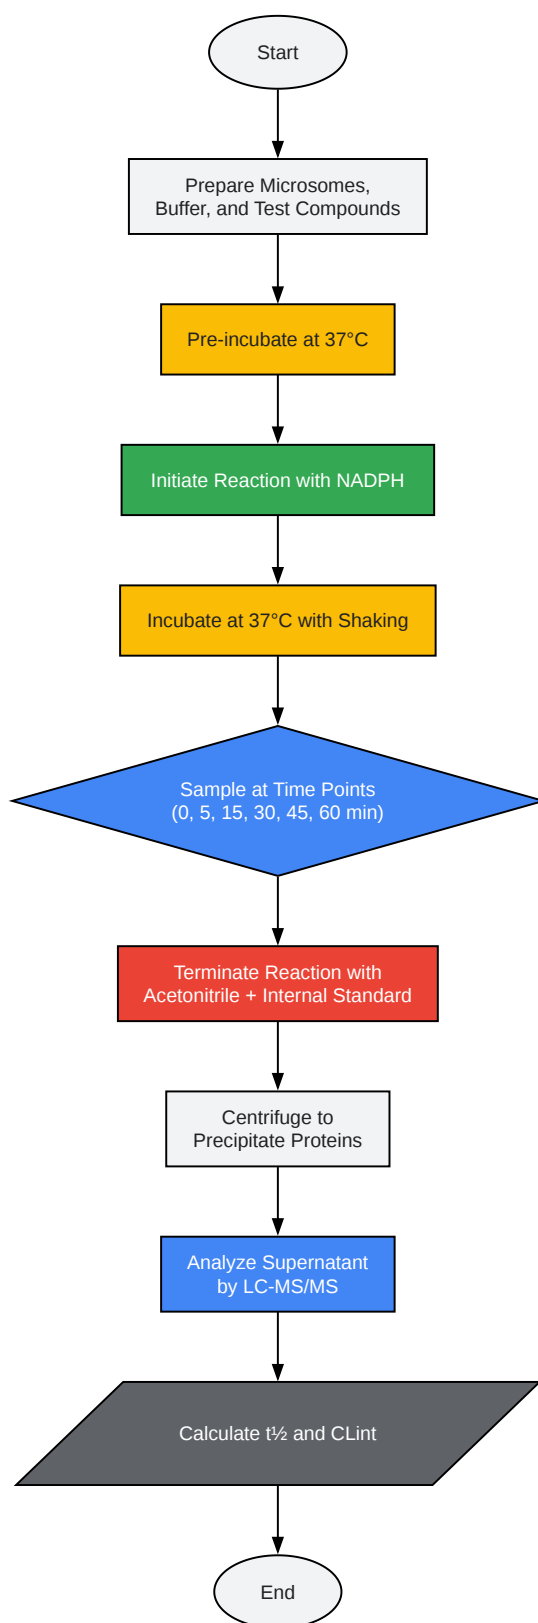 Start
Prepare Microsomes,
Buffer, and Test Compounds
Pre-incubate at 37°C
Initiate Reaction with NADPH
Incubate at 37°C with Shaking
Sample at Time Points
(0, 5, 15, 30, 45, 60 min)
Terminate Reaction with
Acetonitrile + Internal Standard
Centrifuge to
Precipitate Proteins
Analyze Supernatant
by LC-MS/MS
Calculate t½ and CLint
End